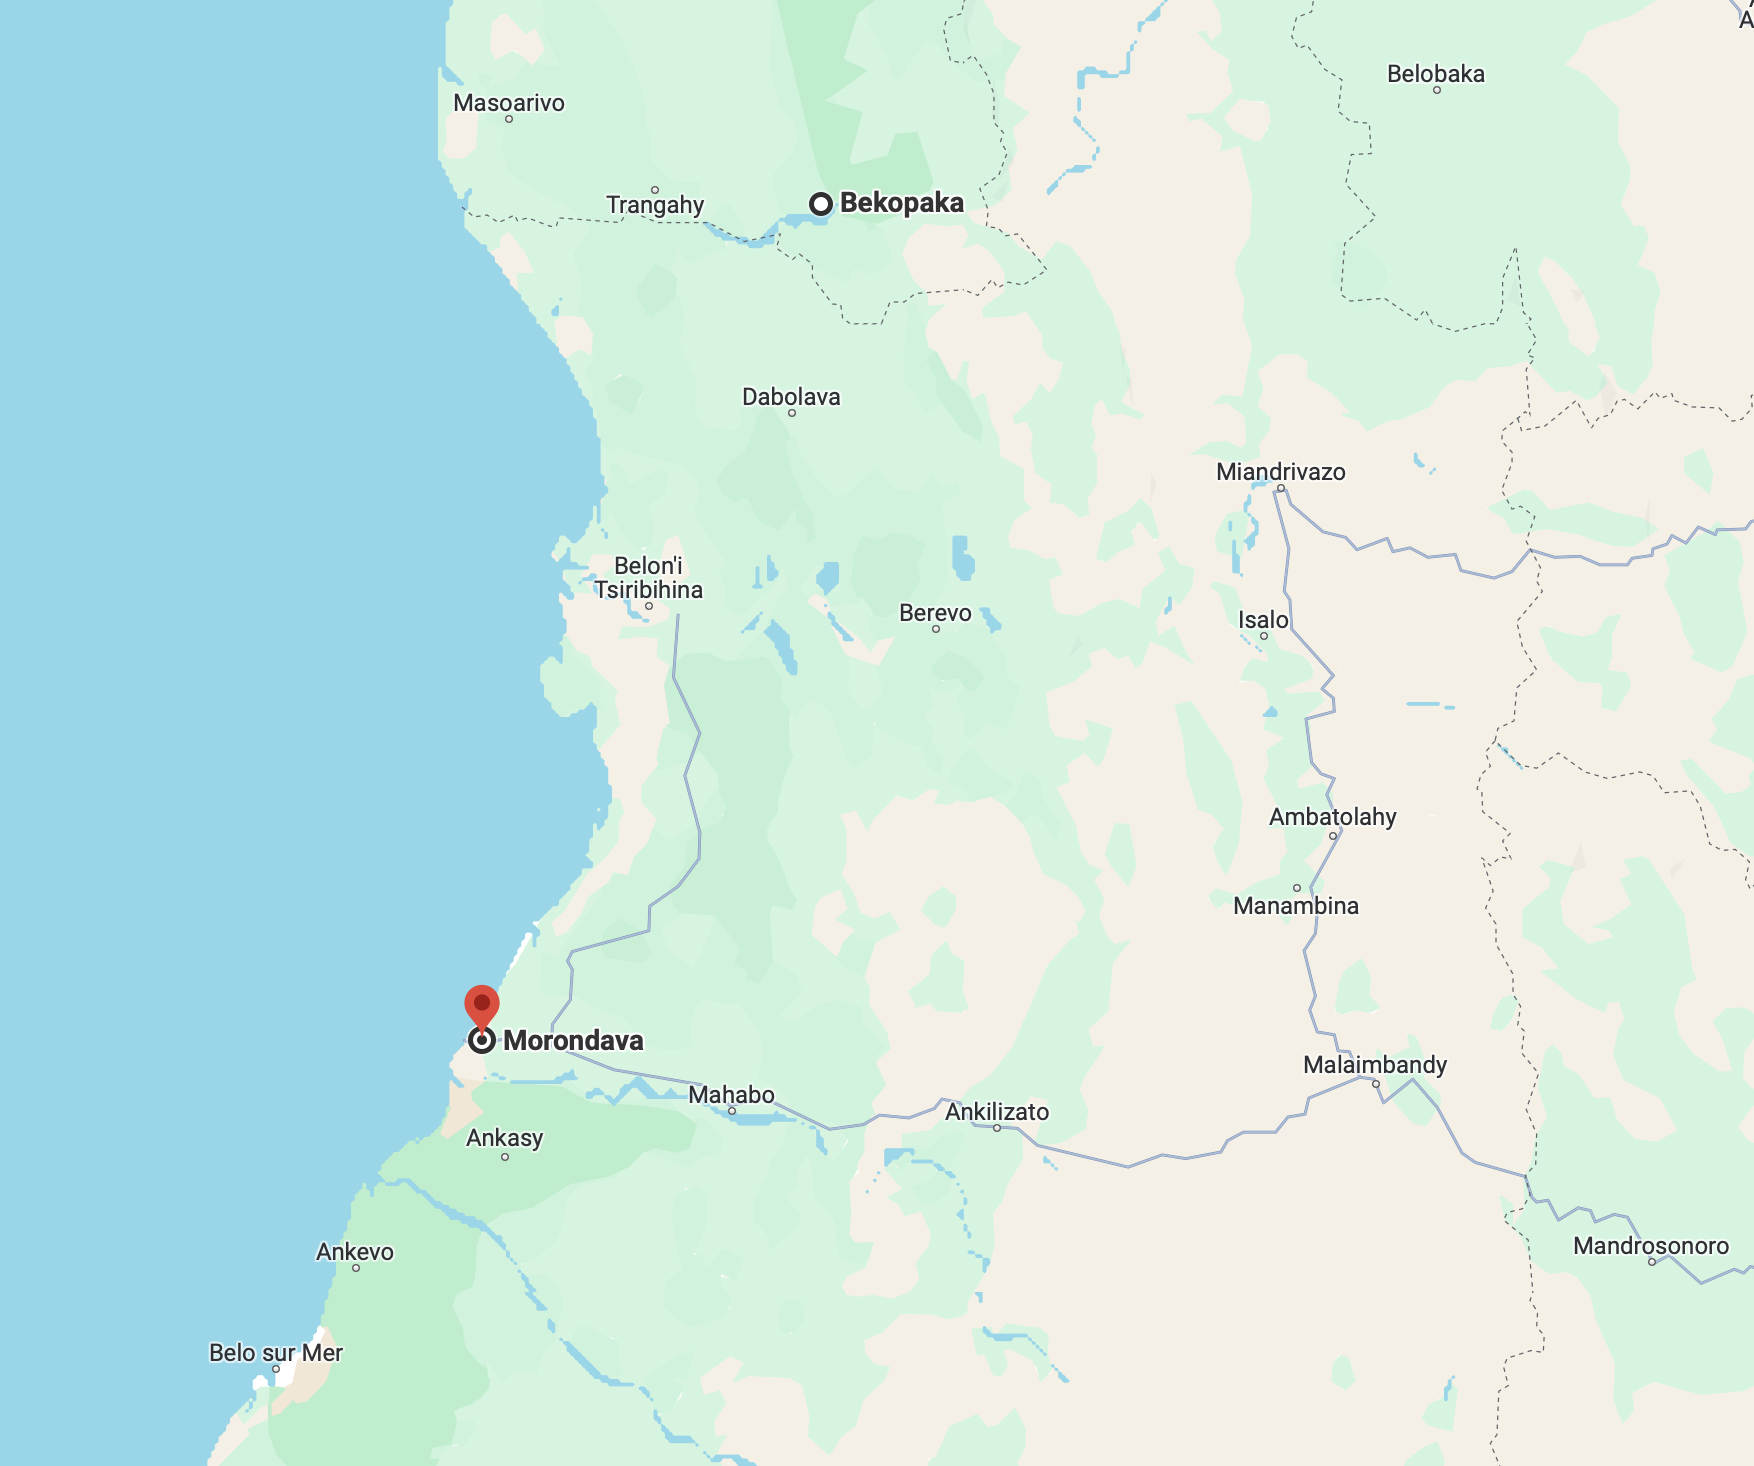 A
Belobaka
Masoarivo
Trangahy
Bekopaka
Dabolava
Miandrivazo
Belon'i
Tsiribihina
Berevo
Isalo
Ambatolahy
Manambina
Morondava
Malaimbandy
Mahabo
Ankilizato
Ankasy
Mandrosonoro
Ankevo
Belo sur Mer